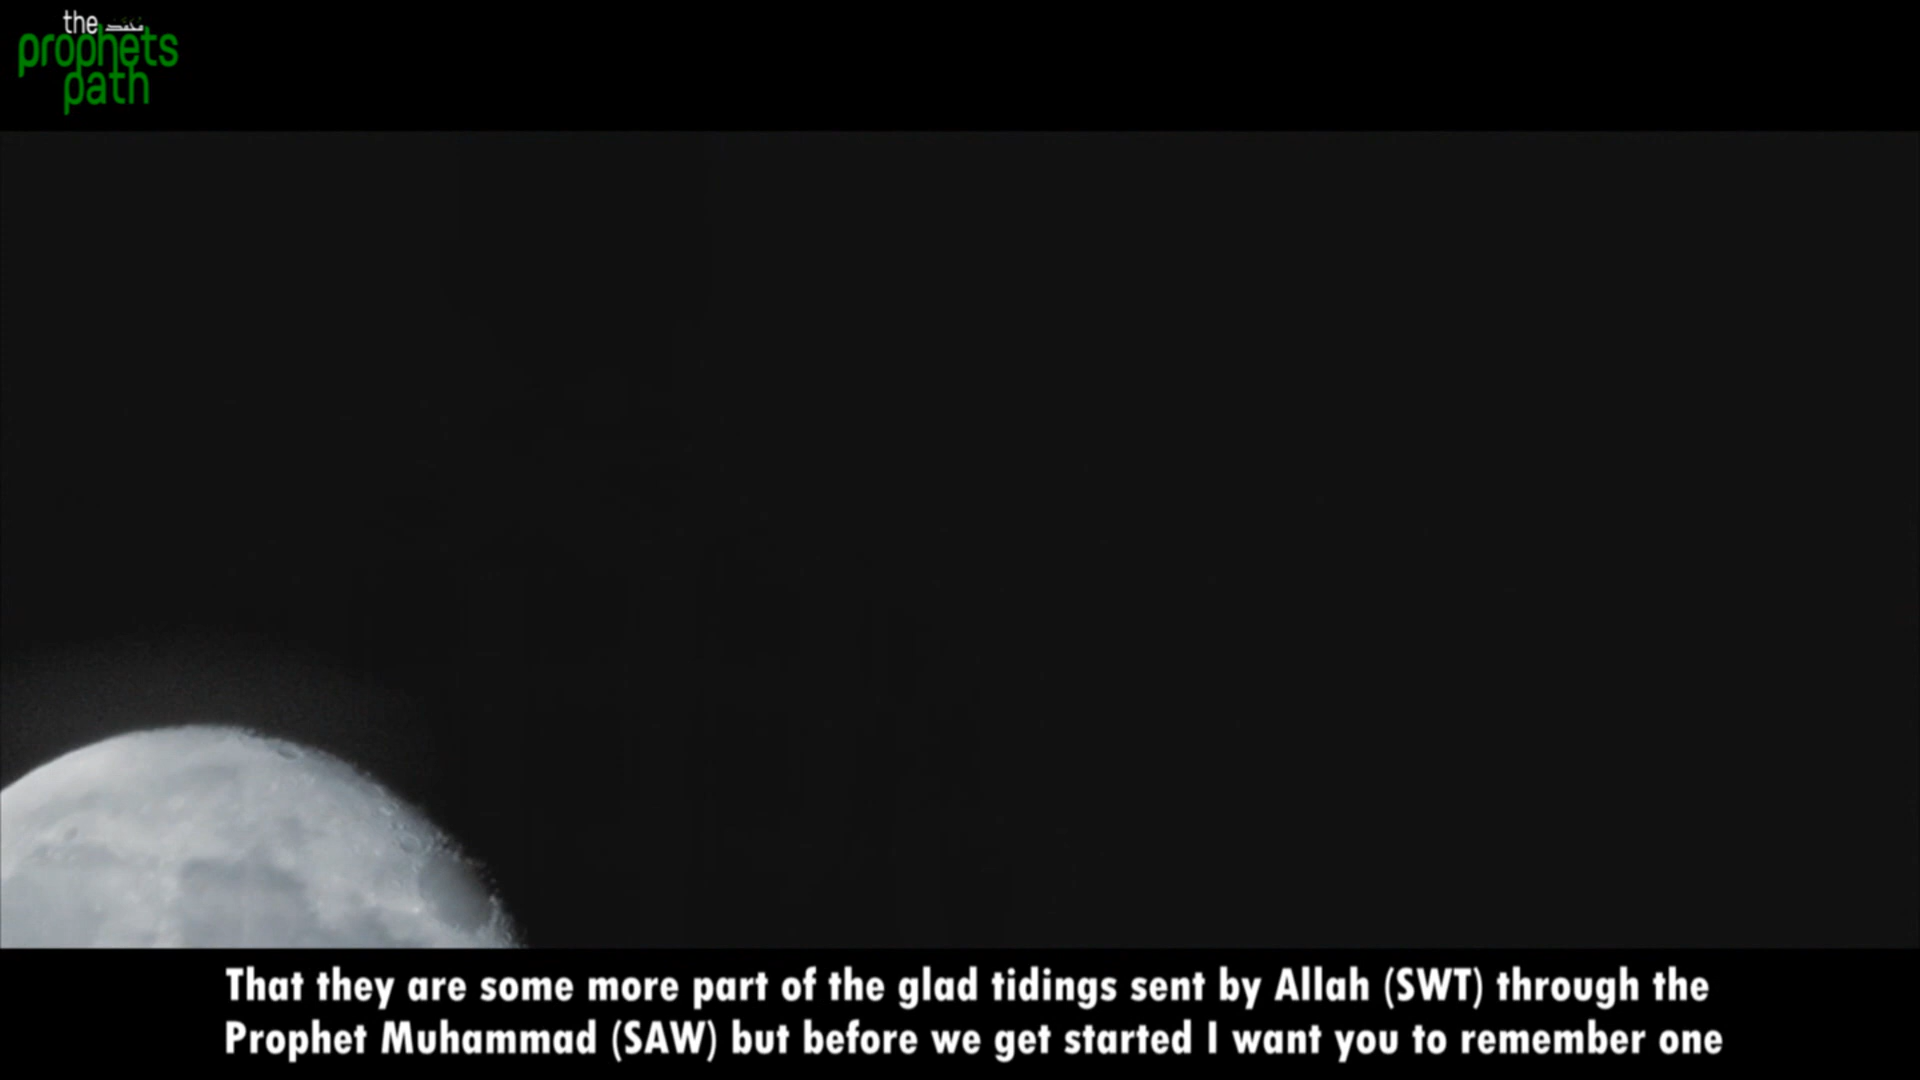 the محمد
prophets
path
That they are some more part of the glad tidings sent by Allah (SWT) through the
Prophet Muhammad (SAW) but before we get started I want you to remember one